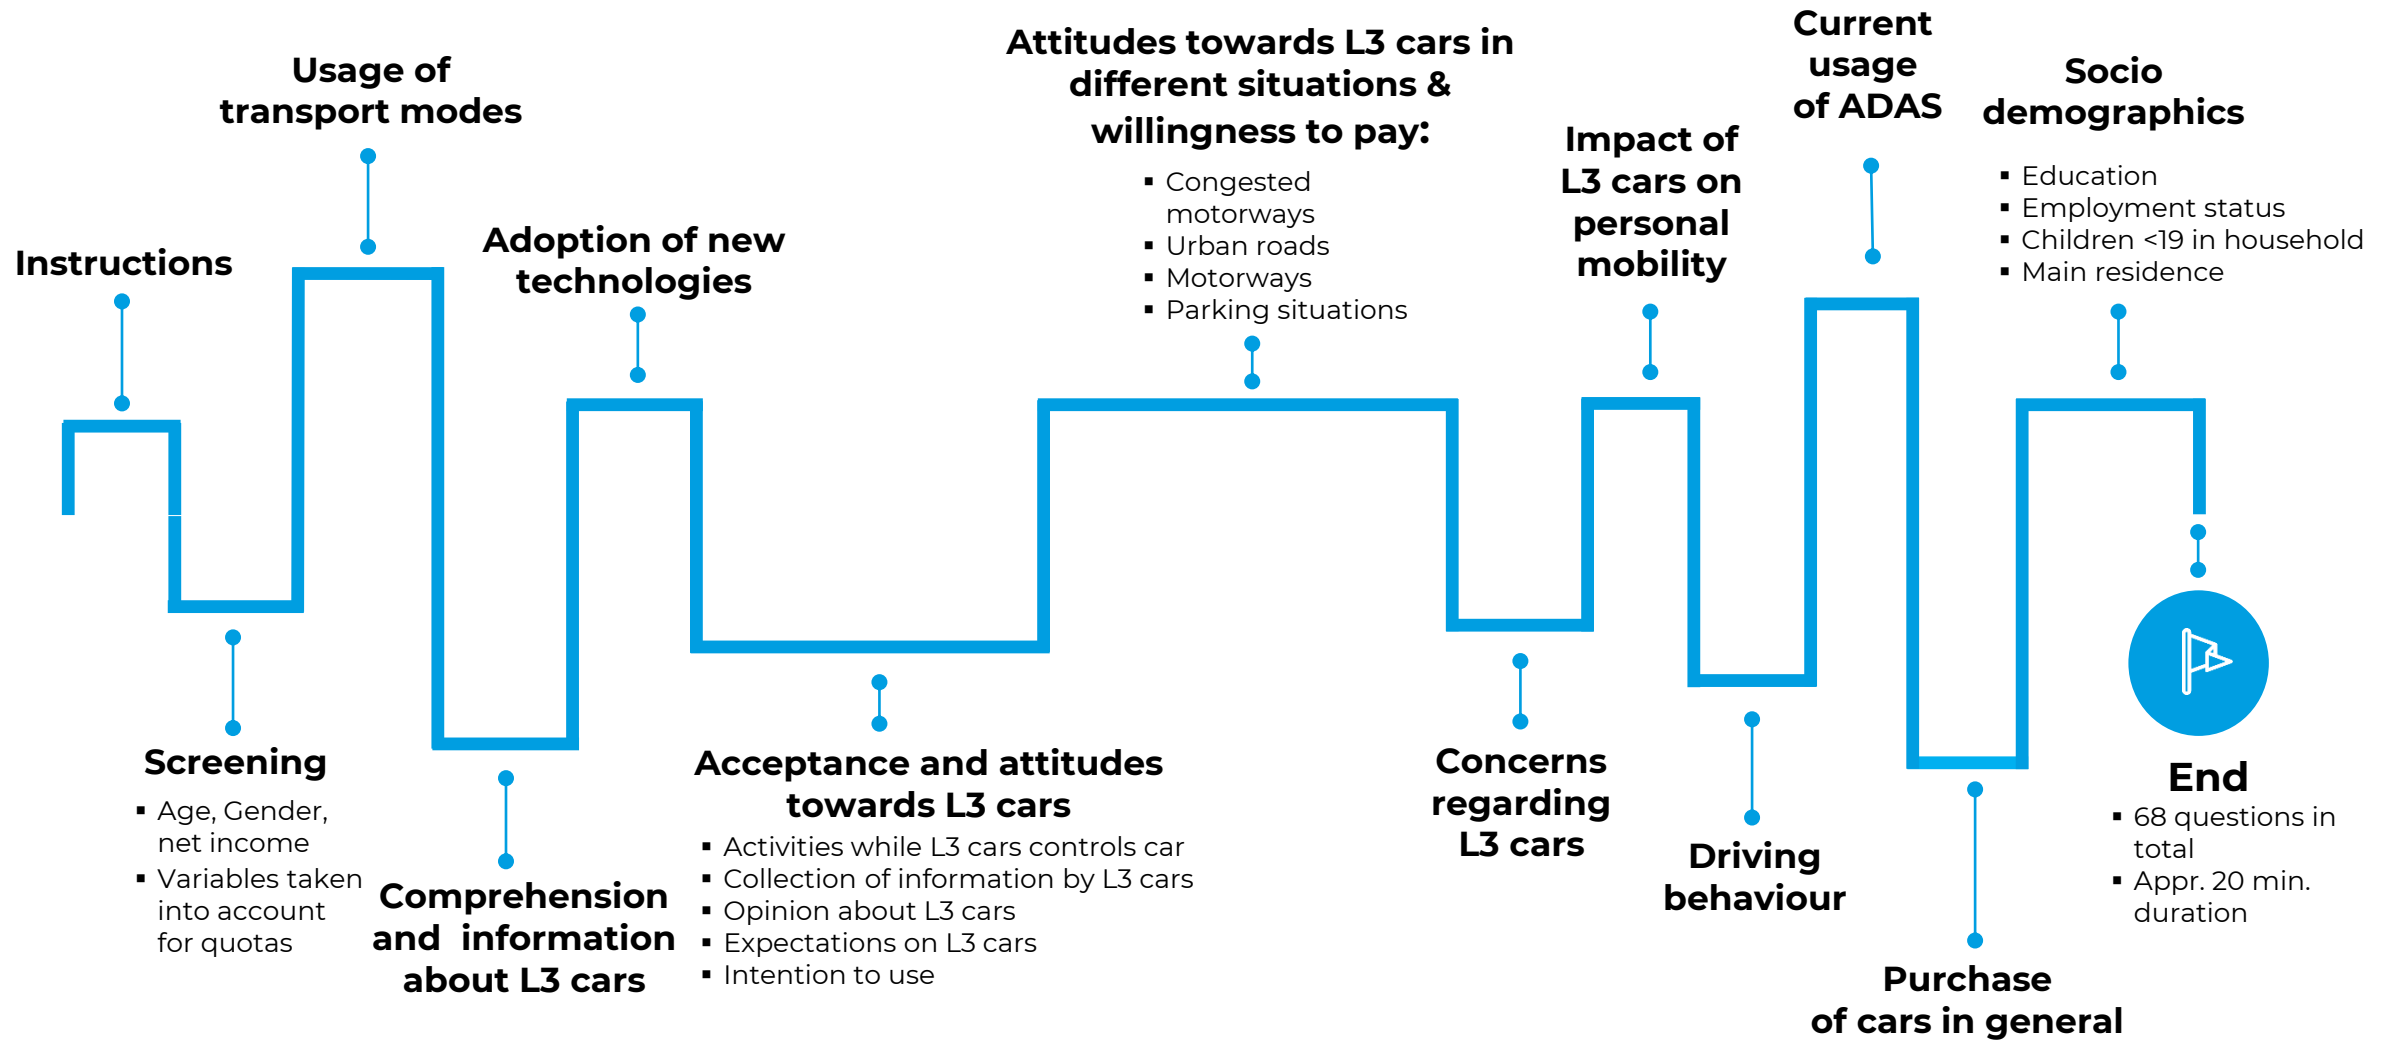 Instructions
Screening
▪ Age, Gender,
net income
▪ Variables taken
into account
for quotas
Usage of
transport modes
Comprehension
and information
about L3 cars
Adoption of new
technologies
Acceptance and attitudes
towards L3 cars
▪ Activities while L3 cars controls car
▪ Collection of information by L3 cars
▪ Opinion about L3 cars
▪ Expectations on L3 cars
▪ Intention to use
Attitudes towards L3 cars in
different situations &
willingness to pay:
▪ Congested
motorways
▪ Urban roads
▪ Motorways
▪ Parking situations
Concerns
regarding
L3 cars
Impact of
L3 cars on
personal
mobility
Driving
behaviour
Current
usage
of ADAS
Purchase
of cars in general
Socio
demographics
▪ Education
▪ Employment status
▪ Children <19 in household
▪ Main residence
End
▪ 68 questions in
total
▪ Appr. 20 min.
duration